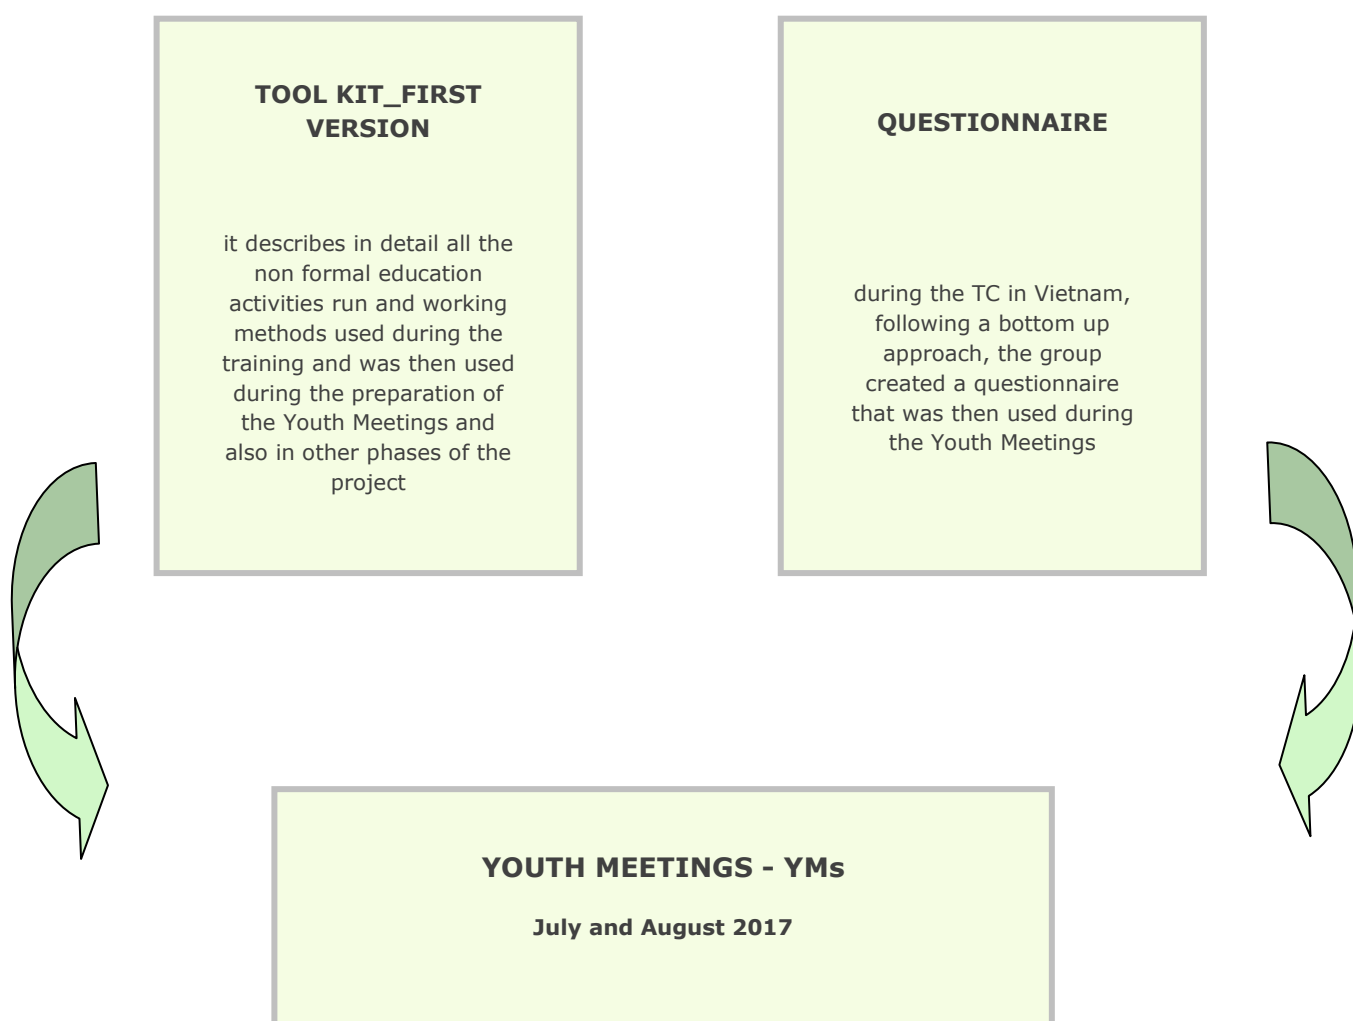 TOOL KIT_FIRST
VERSION
it describes in detail all the
non formal education
activities run and working
methods used during the
training and was then used
during the preparation of
the Youth Meetings and
also in other phases of the
project
QUESTIONNAIRE
during the TC in Vietnam,
following a bottom up
approach, the group
created a questionnaire
that was then used during
the Youth Meetings
YOUTH MEETINGS - YMs
July and August 2017